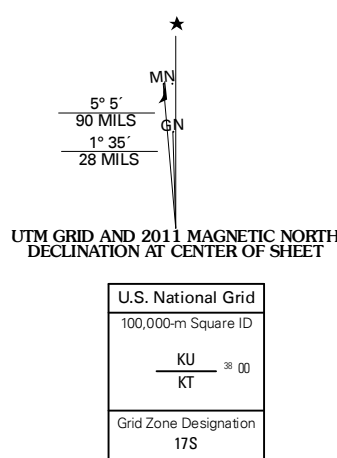 ★
MN
5° 5´
90 MILS
GN
1° 35´
28 MILS
UTM GRID AND 2011 MAGNETIC NORTH
DECLINATION AT CENTER OF SHEET
U.S. National Grid
100,000-m Square ID
KU
38 00
KT
Grid Zone Designation
17S